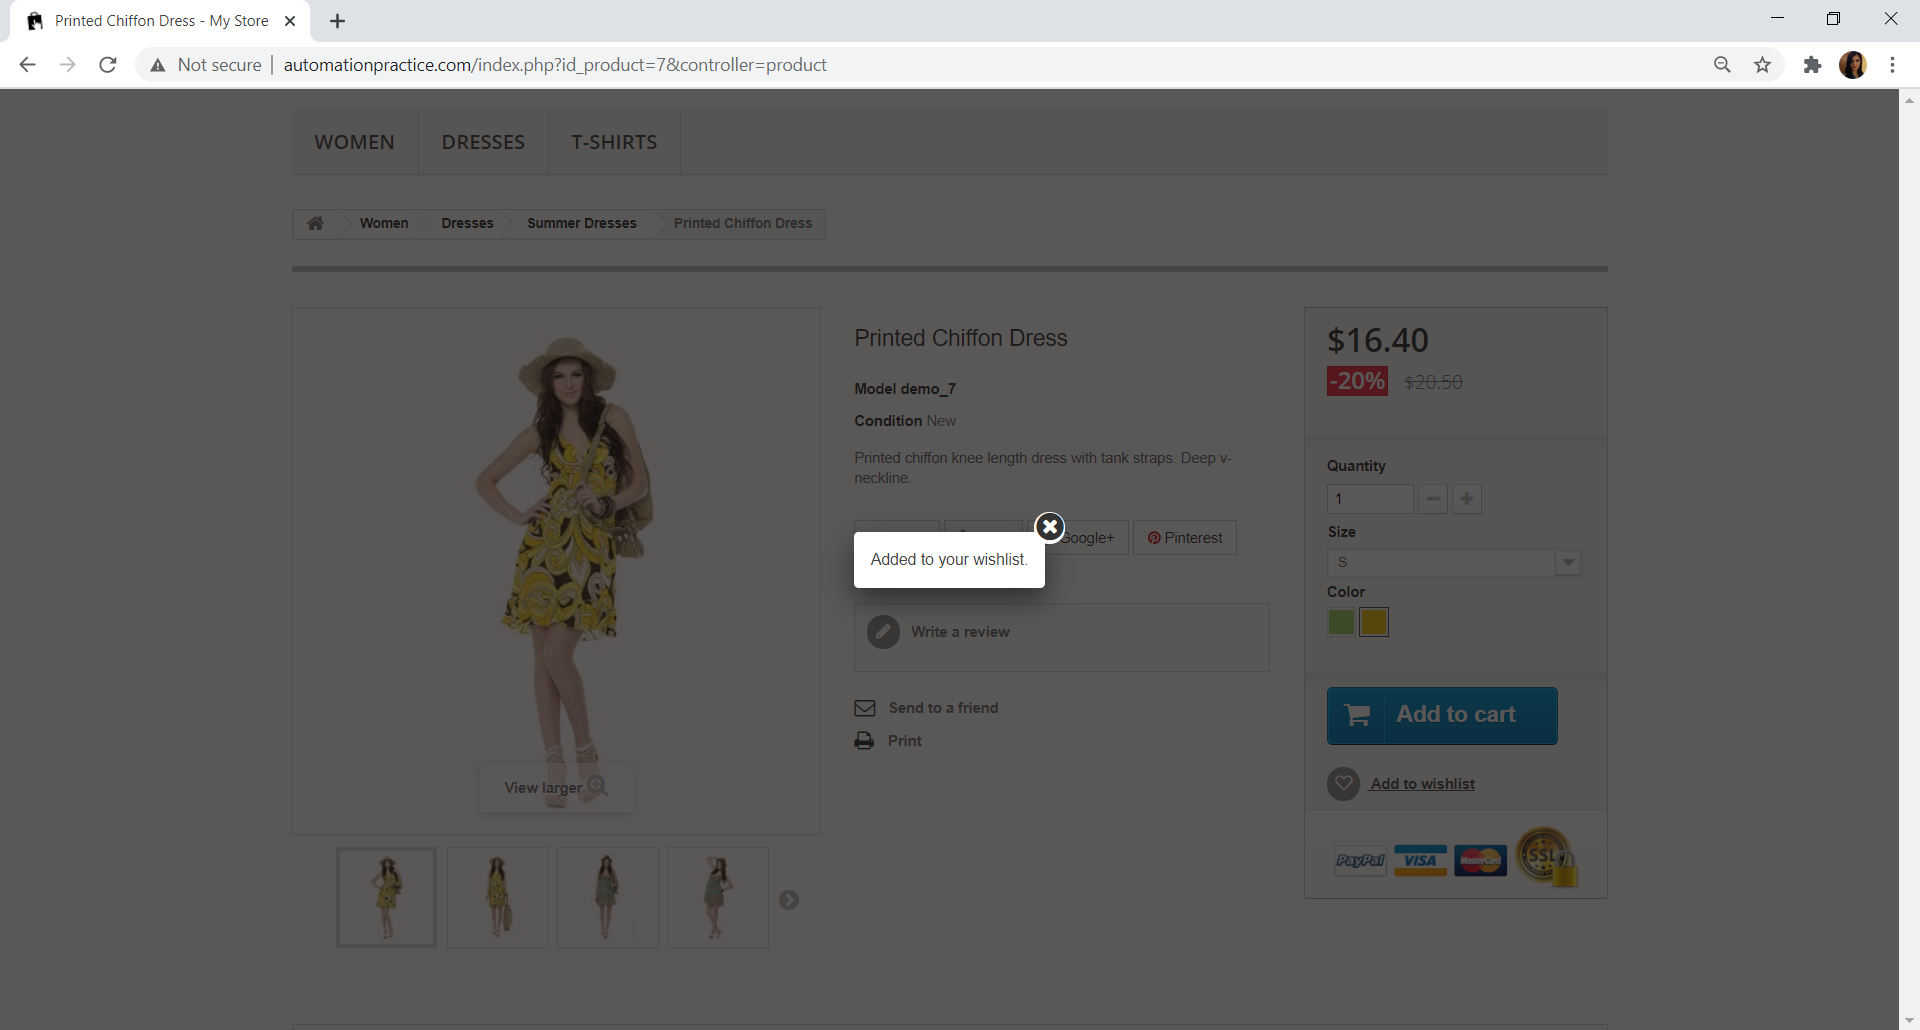 Printed Chiffon Dress - My Store
Not secure
automationpractice.com/index.php?id_product=7&controller=product
WOMEN
DRESSES
T-SHIRTS
Women
Dresses
Summer Dresses
Printed Chiffon Dress
Printed Chiffon Dress
Model demo_7
Condition New
Printed chiffon knee length dress with tank straps. Deep v-
neckline.
Google+
Pinterest
Added to your wishlist.
Write a review
Send to a friend
Print
View larger
$16.40
-20%
$20.50
Quantity
1
Size
S
Color
Add to cart
Add to wishlist
PayPal
VISA
MasterCard
SSL